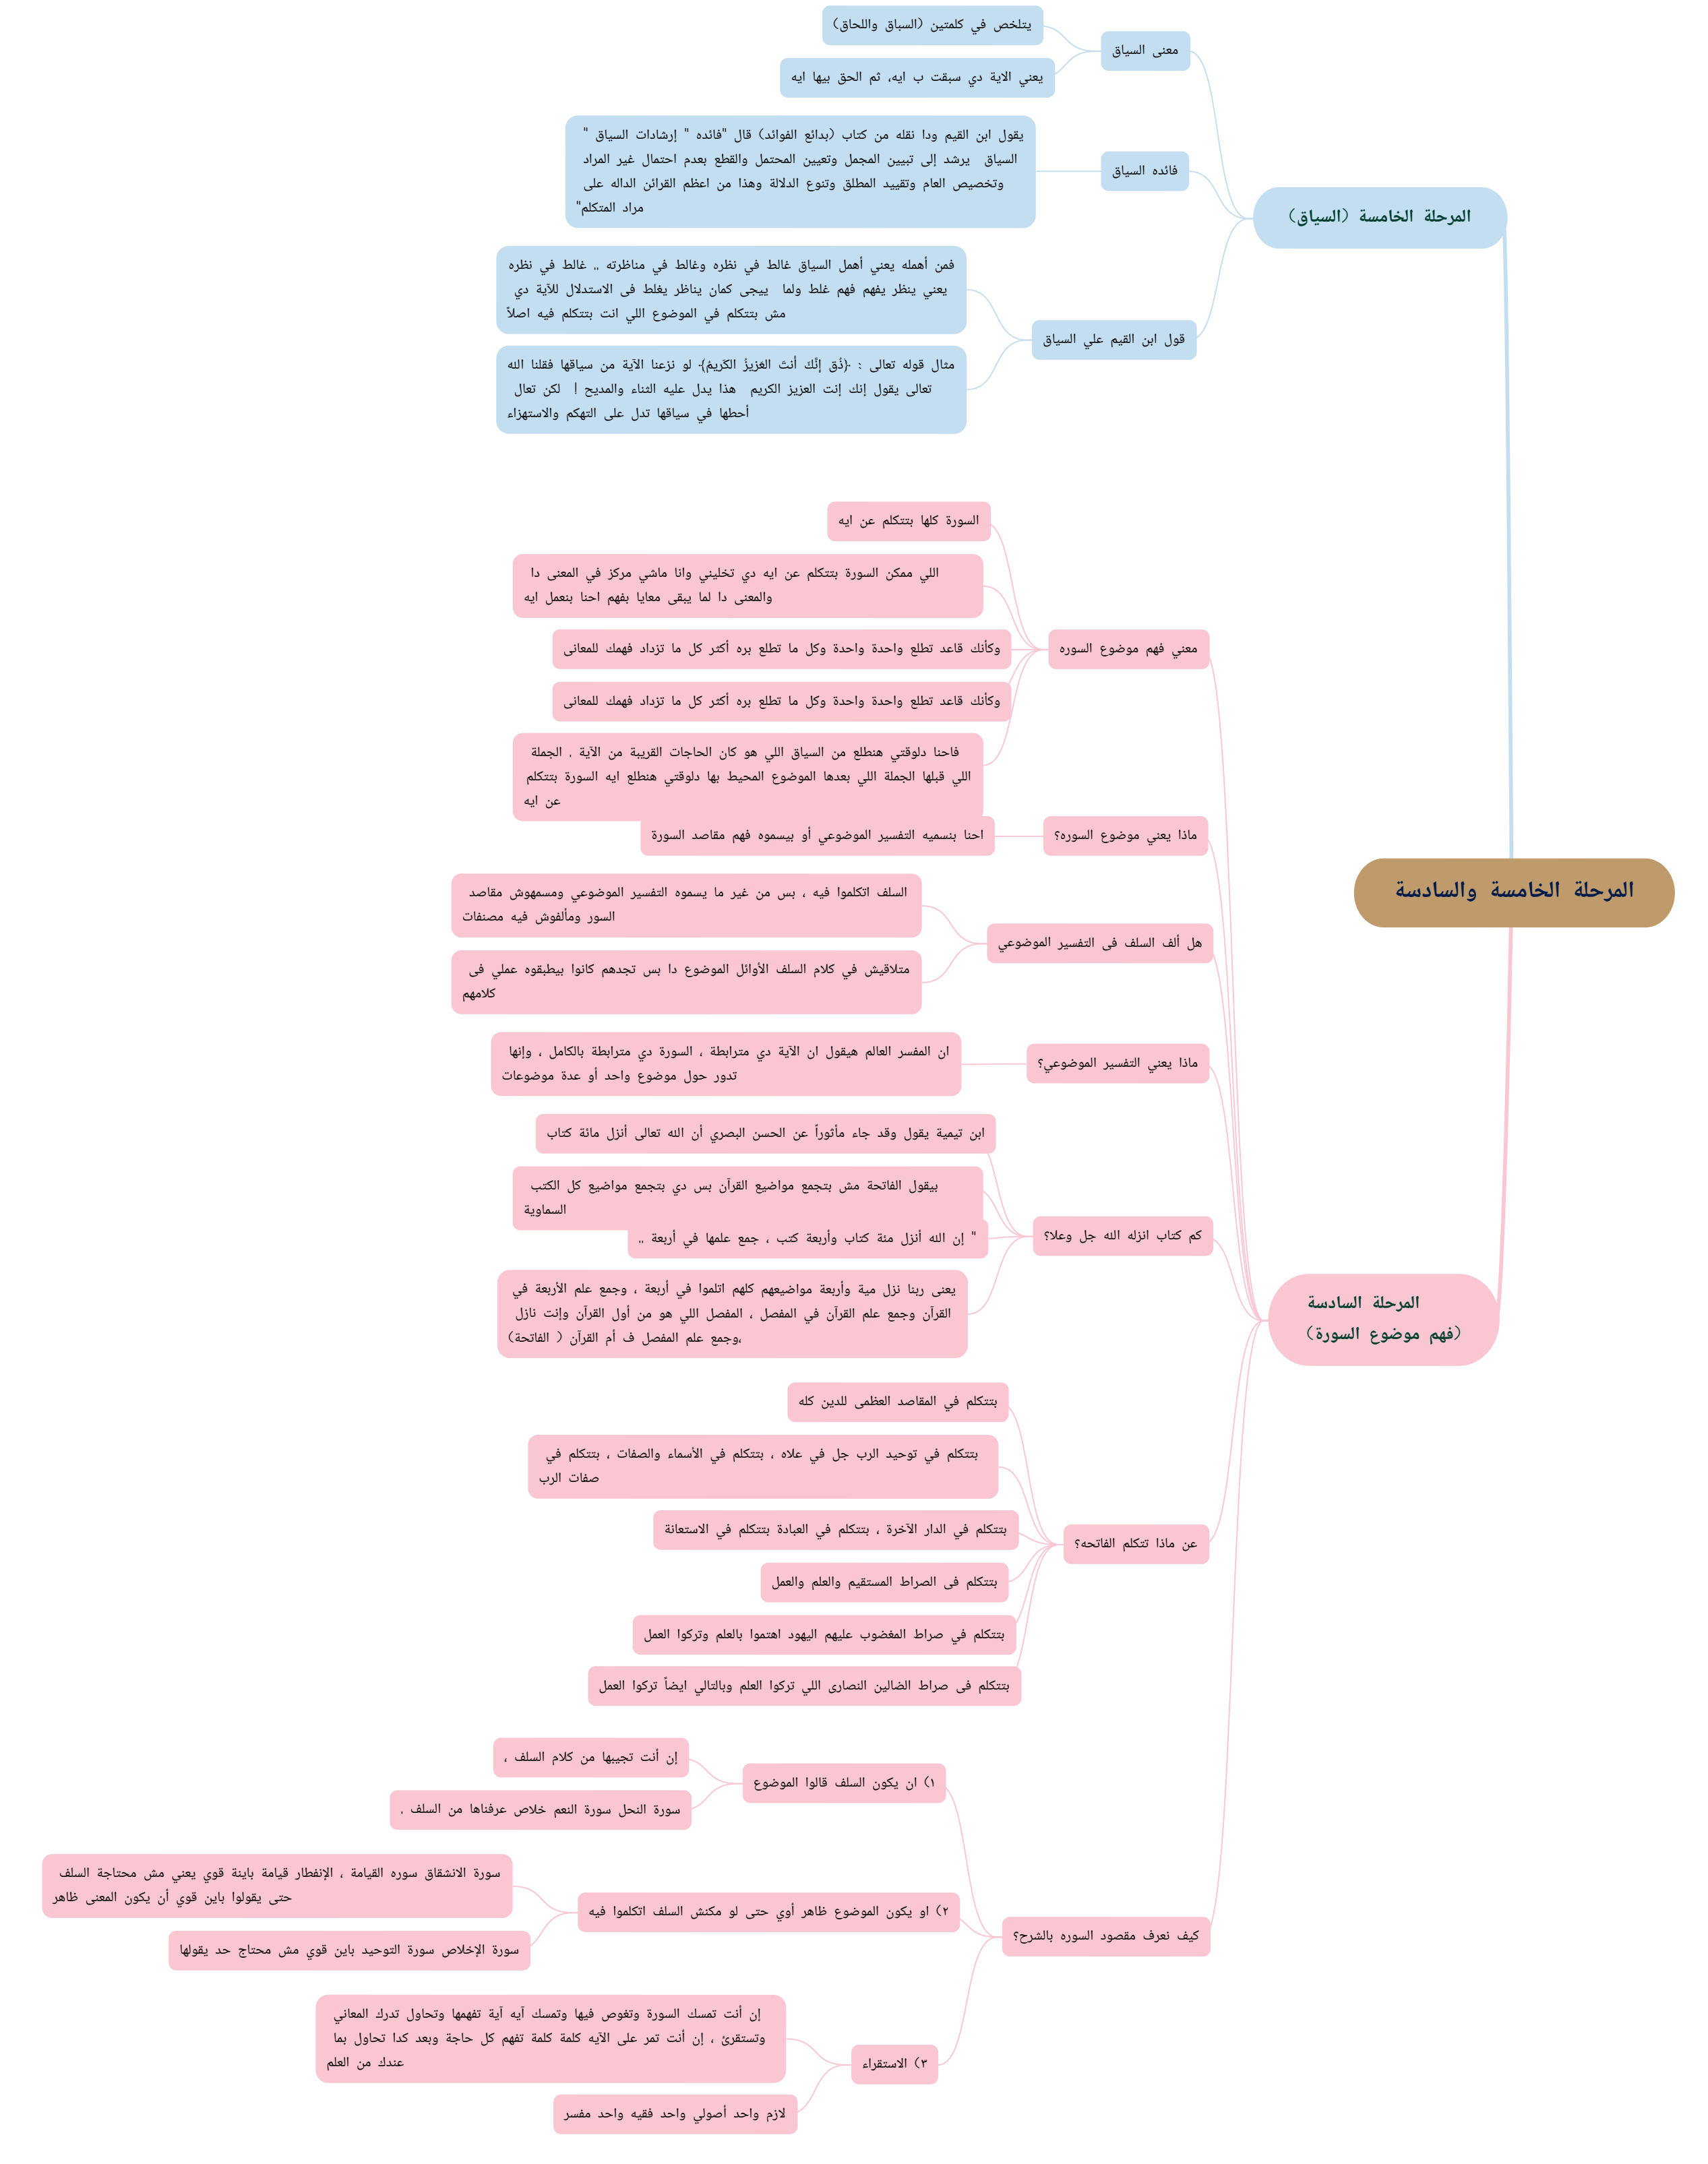 المرحلة الخامسة والسادسة
المرحلة الخامسة (السياق)
معنى السياق
يتلخص في كلمتين (السباق واللحاق)
يعني الاية دي سبقت ب ايه، ثم الحق بيها ايه
فائده السياق
يقول ابن القيم ودا نقله من كتاب (بدائع الفوائد) قال "فائده " إرشادات السياق "
السياق يرشد إلى تبيين المجمل وتعيين المحتمل والقطع بعدم احتمال غير المراد
وتخصيص العام وتقييد المطلق وتنوع الدلالة وهذا من اعظم القرائن الداله على
مراد المتكلم"
قول ابن القيم علي السياق
فمن أهمله يعني أهمل السياق غالط في نظره وغالط في مناظرته ,, غالط في نظره
يعني ينظر يفهم فهم غلط ولما ييجى كمان يناظر يغلط فى الاستدلال للآية دي
مش بتتكلم في الموضوع اللي انت بتتكلم فيه اصلاً
مثال قوله تعالى : ﴿ذُق إنَّكَ أنتَ العَزيزُ الكَريمُ﴾ لو نزعنا الآية من سياقها فقلنا الله
تعالى يقول إنك إنت العزيز الكريم هذا يدل عليه الثناء والمديح | لكن تعال
أحطها في سياقها تدل على التهكم والاستهزاء
المرحلة السادسة
(فهم موضوع السورة)
معني فهم موضوع السوره
السورة كلها بتتكلم عن ايه
اللي ممكن السورة بتتكلم عن ايه دي تخليني وانا ماشي مركز في المعنى دا
والمعنى دا لما يبقى معايا بفهم احنا بنعمل ايه
وكأنك قاعد تطلع واحدة واحدة وكل ما تطلع بره أكثر كل ما تزداد فهمك للمعانى
وكأنك قاعد تطلع واحدة واحدة وكل ما تطلع بره أكثر كل ما تزداد فهمك للمعانى
فاحنا دلوقتي هنطلع من السياق اللي هو كان الحاجات القريبة من الآية . الجملة
اللي قبلها الجملة اللي بعدها الموضوع المحيط بها دلوقتي هنطلع ايه السورة بتتكلم
عن ايه
ماذا يعني موضوع السوره؟
احنا بنسميه التفسير الموضوعي أو بيسموه فهم مقاصد السورة
هل ألف السلف فى التفسير الموضوعي
السلف اتكلموا فيه ، بس من غير ما يسموه التفسير الموضوعي ومسمهوش مقاصد
السور ومألفوش فيه مصنفات
متلاقيش في كلام السلف الأوائل الموضوع دا بس تجدهم كانوا بيطبقوه عملي فى
كلامهم
ماذا يعني التفسير الموضوعي؟
ان المفسر العالم هيقول ان الآية دي مترابطة ، السورة دي مترابطة بالكامل ، وإنها
تدور حول موضوع واحد أو عدة موضوعات
كم كتاب انزله الله جل وعلا؟
ابن تيمية يقول وقد جاء مأثوراً عن الحسن البصري أن الله تعالى أنزل مائة كتاب
بيقول الفاتحة مش بتجمع مواضيع القرآن بس دي بتجمع مواضيع كل الكتب
السماوية
" إن الله أنزل مئة كتاب وأربعة كتب ، جمع علمها في أربعة ,,
يعنى ربنا نزل مية وأربعة مواضيعهم كلهم اتلموا في أربعة ، وجمع علم الأربعة في
القرآن وجمع علم القرآن في المفصل ، المفصل اللي هو من أول القرآن وإنت نازل
،وجمع علم المفصل ف أم القرآن ( الفاتحة)
عن ماذا تتكلم الفاتحه؟
بتتكلم في المقاصد العظمى للدين كله
بتتكلم في توحيد الرب جل في علاه ، بتتكلم في الأسماء والصفات ، بتتكلم في
صفات الرب
بتتكلم في الدار الآخرة ، بتتكلم في العبادة بتتكلم في الاستعانة
بتتكلم فى الصراط المستقيم والعلم والعمل
بتتكلم في صراط المغضوب عليهم اليهود اهتموا بالعلم وتركوا العمل
بتتكلم فى صراط الضالين النصارى اللي تركوا العلم وبالتالي ايضاً تركوا العمل
كيف نعرف مقصود السوره بالشرح؟
١) ان يكون السلف قالوا الموضوع
إن أنت تجيبها من كلام السلف ،
سورة النحل سورة النعم خلاص عرفناها من السلف .
٢) او يكون الموضوع ظاهر أوي حتى لو مكنش السلف اتكلموا فيه
سورة الانشقاق سوره القيامة ، الإنفطار قيامة باينة قوي يعني مش محتاجة السلف
حتى يقولوا باين قوي أن يكون المعنى ظاهر
سورة الإخلاص سورة التوحيد باين قوي مش محتاج حد يقولها
٣) الاستقراء
إن أنت تمسك السورة وتغوص فيها وتمسك آيه آية تفهمها وتحاول تدرك المعاني
وتستقرئ ، إن أنت تمر على الآيه كلمة كلمة تفهم كل حاجة وبعد كدا تحاول بما
عندك من العلم
لازم واحد أصولي واحد فقيه واحد مفسر